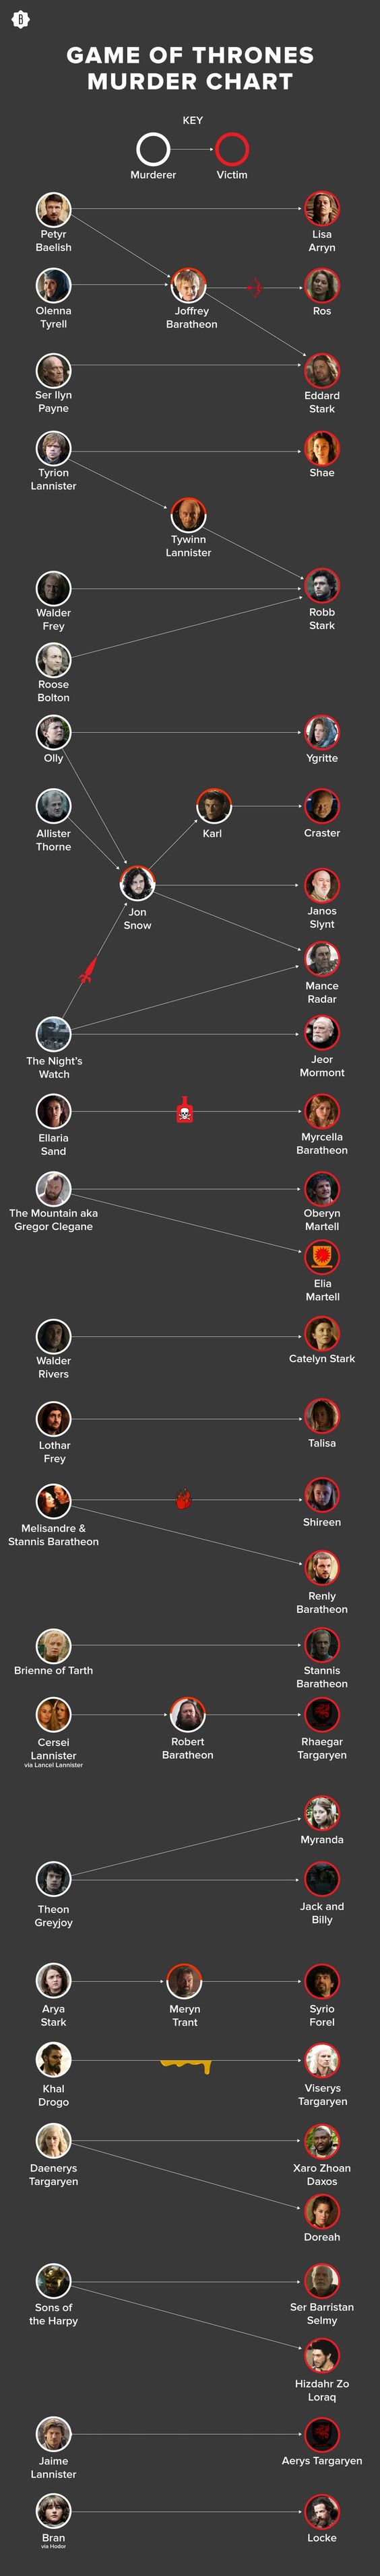 B
GAME OF THRONES
MURDER CHART
KEY
Murderer
Victim
Petyr
Baelish
Lisa
Arryn
Olenna
Tyrell
Joffrey
Baratheon
Ros
Ser Ilyn
Payne
Eddard
Stark
Tyrion
Lannister
Shae
Tywinn
Lannister
Walder
Frey
Robb
Stark
Roose
Bolton
Olly
Ygritte
Allister
Thorne
Karl
Craster
Jon
Snow
Janos
Slynt
Mance
Radar
The Night's
Watch
Jeor
Mormont
Ellaria
Sand
Myrcella
Baratheon
The Mountain aka
Gregor Clegane
Oberyn
Martell
Elia
Martell
Walder
Rivers
Catelyn Stark
Lothar
Frey
Talisa
Melisandre &
Stannis Baratheon
Shireen
Renly
Baratheon
Brienne of Tarth
Stannis
Baratheon
Cersei
Lannister
via Lancel Lannister
Robert
Baratheon
Rhaegar
Targaryen
Myranda
Theon
Greyjoy
Jack and
Billy
Arya
Stark
Meryn
Trant
Syrio
Forel
Khal
Drogo
Viserys
Targaryen
Daenerys
Targaryen
Xaro Zhoan
Daxos
Doreah
Sons of
the Harpy
Ser Barristan
Selmy
Hizdahr Zo
Loraq
Jaime
Lannister
Aerys Targaryen
Bran
via Hodor
Locke